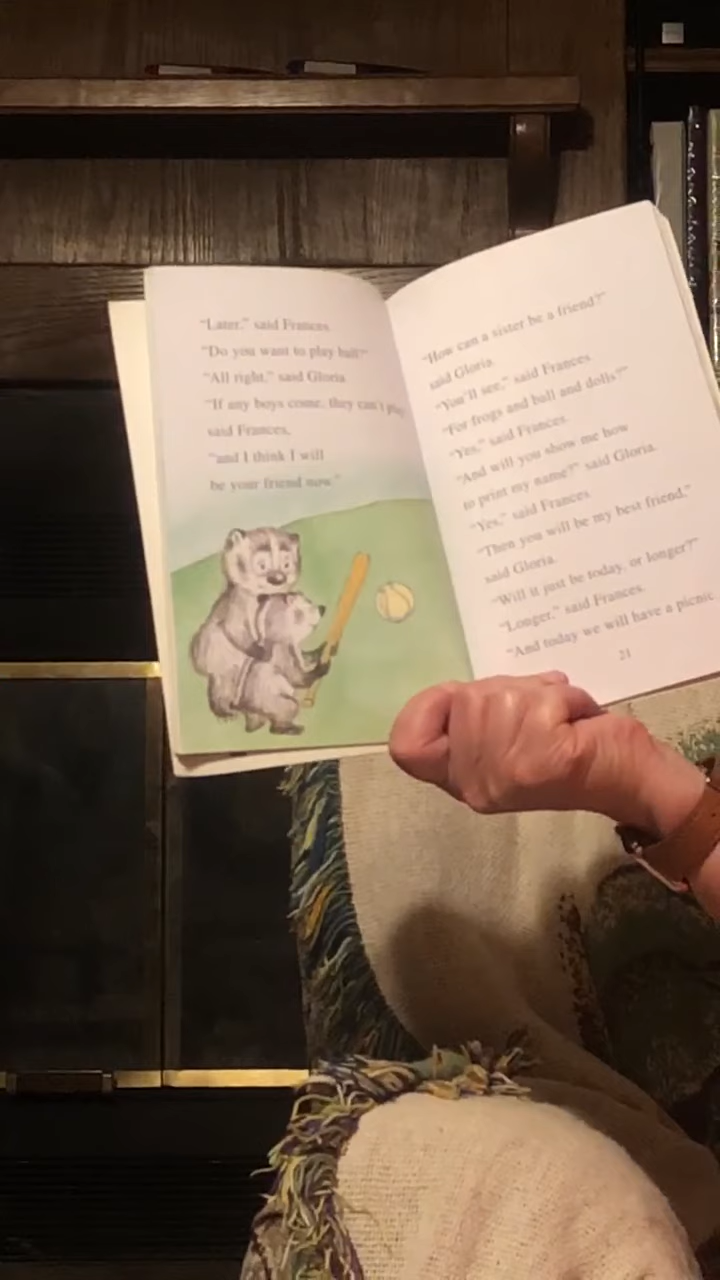 "Later," said Frances.
"Do you want to play ball?"
"All right," said Gloria.
"If any boys come, they can't play,"
said Frances,
"and I think I will
be your friend now."
"How can a sister be a friend?"
said Gloria.
"You'll see," said Frances.
"For frogs and ball and dolls?"
"Yes," said Frances.
"And will you show me how
to print my name?" said Gloria.
"Yes," said Frances.
"Then you will be my best friend,"
said Gloria.
"Will it just be today, or longer?"
"Longer," said Frances.
"And today we will have a picnic
21